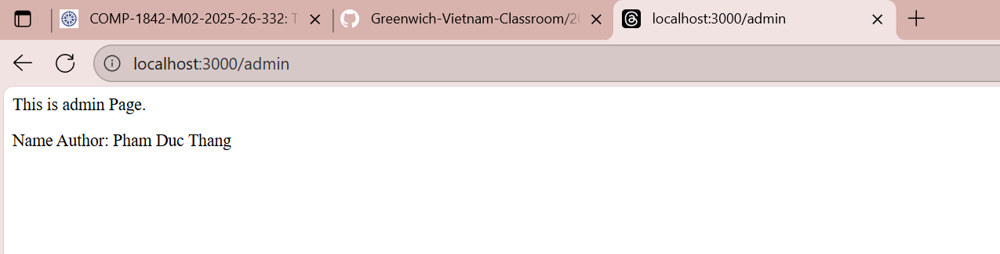 COMP-1842-M02-2025-26-332: T
Greenwich-Vietnam-Classroom/20
localhost:3000/admin
localhost:3000/admin
This is admin Page.
Name Author: Pham Duc Thang